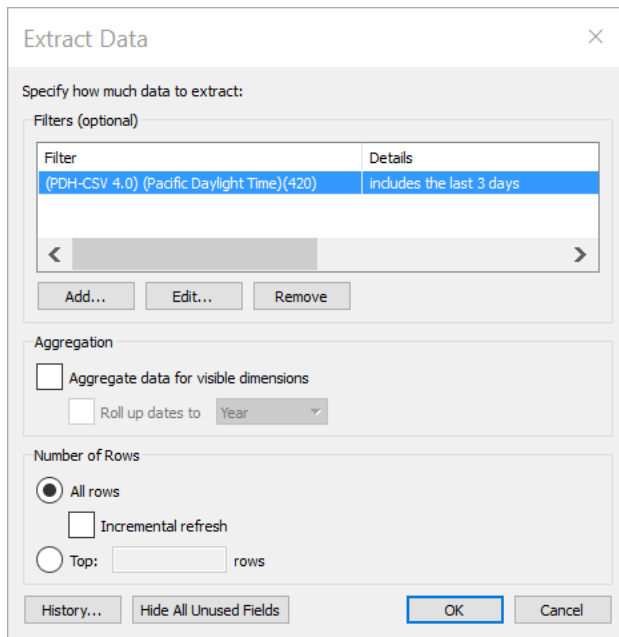 Extract Data
Specify how much data to extract:
Filters (optional)
Filter Details
(PDH-CSV 4.0) (Pacific Daylight Time)(420) includes the last 3 days
Add... Edit... Remove
Aggregation
Aggregate data for visible dimensions
Roll up dates to Year
Number of Rows
All rows
Incremental refresh
Top: rows
History... Hide All Unused Fields OK Cancel